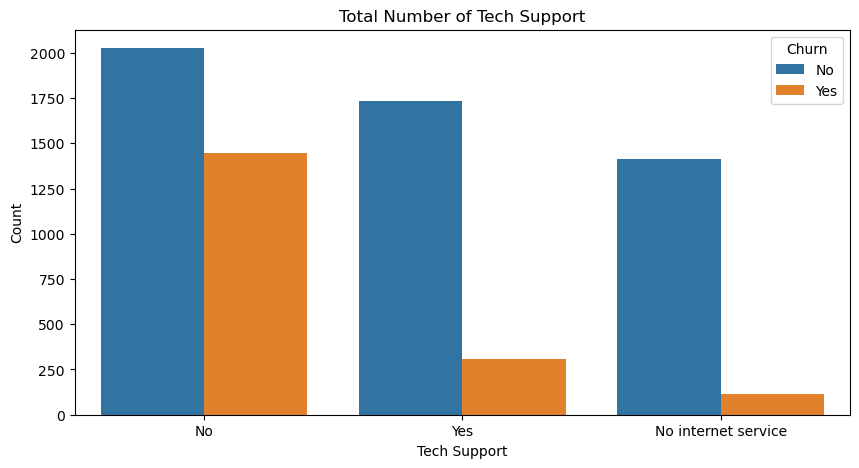 Total Number of Tech Support
Churn
No
Yes
2000
1750
1500
1250
1000
750
500
250
0
Count
No
Yes
No internet service
Tech Support